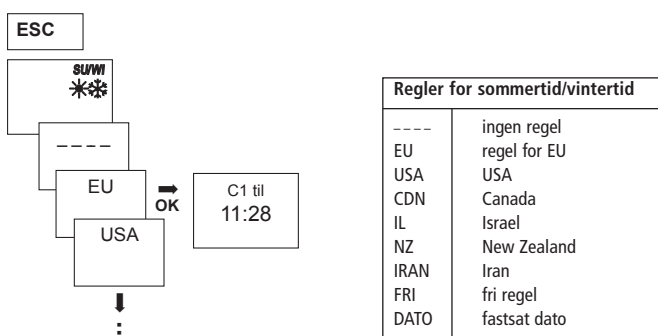 ESC
SU/WI
----
EU
USA
:
OK
C1 til
11:28
Regler for sommertid/vintertid
---- ingen regel
EU regel for EU
USA USA
CDN Canada
IL Israel
NZ New Zealand
IRAN Iran
FRI fri regel
DATO fastsat dato